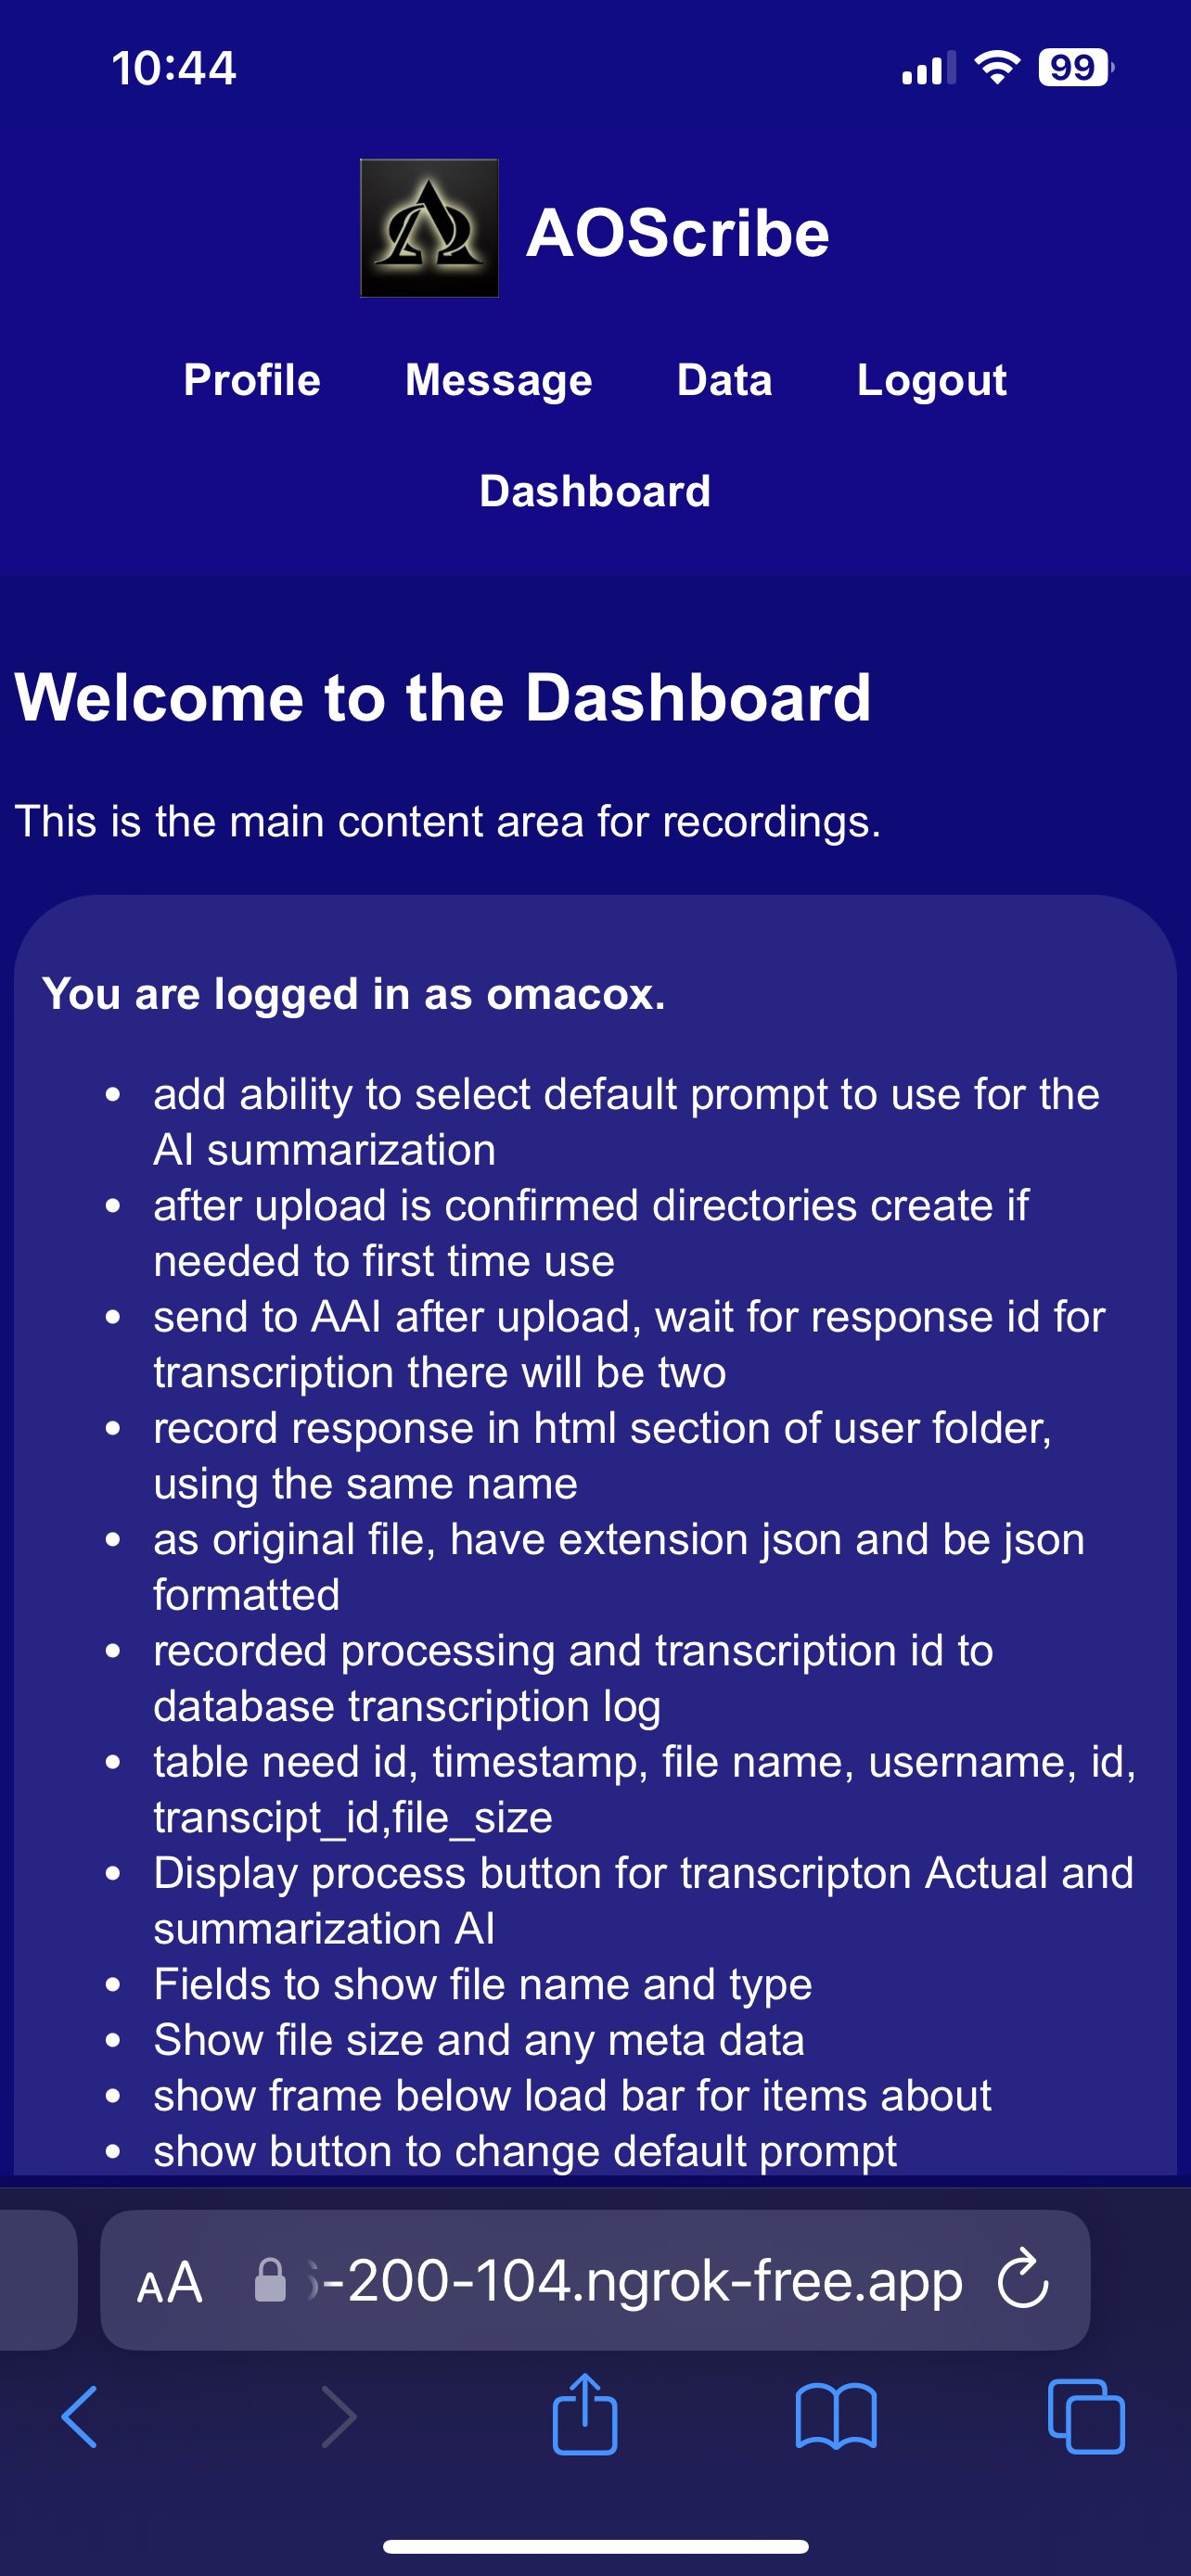 10:44
99
AOScribe
Profile Message Data Logout
Dashboard
Welcome to the Dashboard
This is the main content area for recordings.
You are logged in as omacox.
• add ability to select default prompt to use for the
AI summarization
• after upload is confirmed directories create if
needed to first time use
• send to AAI after upload, wait for response id for
transcription there will be two
• record response in html section of user folder,
using the same name
• as original file, have extension json and be json
formatted
• recorded processing and transcription id to
database transcription log
• table need id, timestamp, file name, username, id,
transcipt_id,file_size
• Display process button for transcripton Actual and
summarization AI
• Fields to show file name and type
• Show file size and any meta data
• show frame below load bar for items about
• show button to change default prompt
AA -200-104.ngrok-free.app